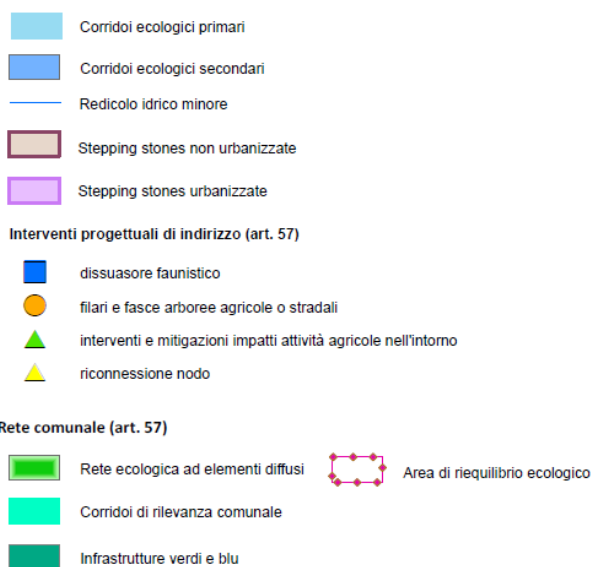 Corridoi ecologici primari
Corridoi ecologici secondari
Redicolo idrico minore
Stepping stones non urbanizzate
Stepping stones urbanizzate
Interventi progettuali di indirizzo (art. 57)
dissuasore faunistico
filari e fasce arboree agricole o stradali
interventi e mitigazioni impatti attività agricole nell'intorno
riconnessione nodo
Rete comunale (art. 57)
Rete ecologica ad elementi diffusi
Area di riequilibrio ecologico
Corridoi di rilevanza comunale
Infrastrutture verdi e blu